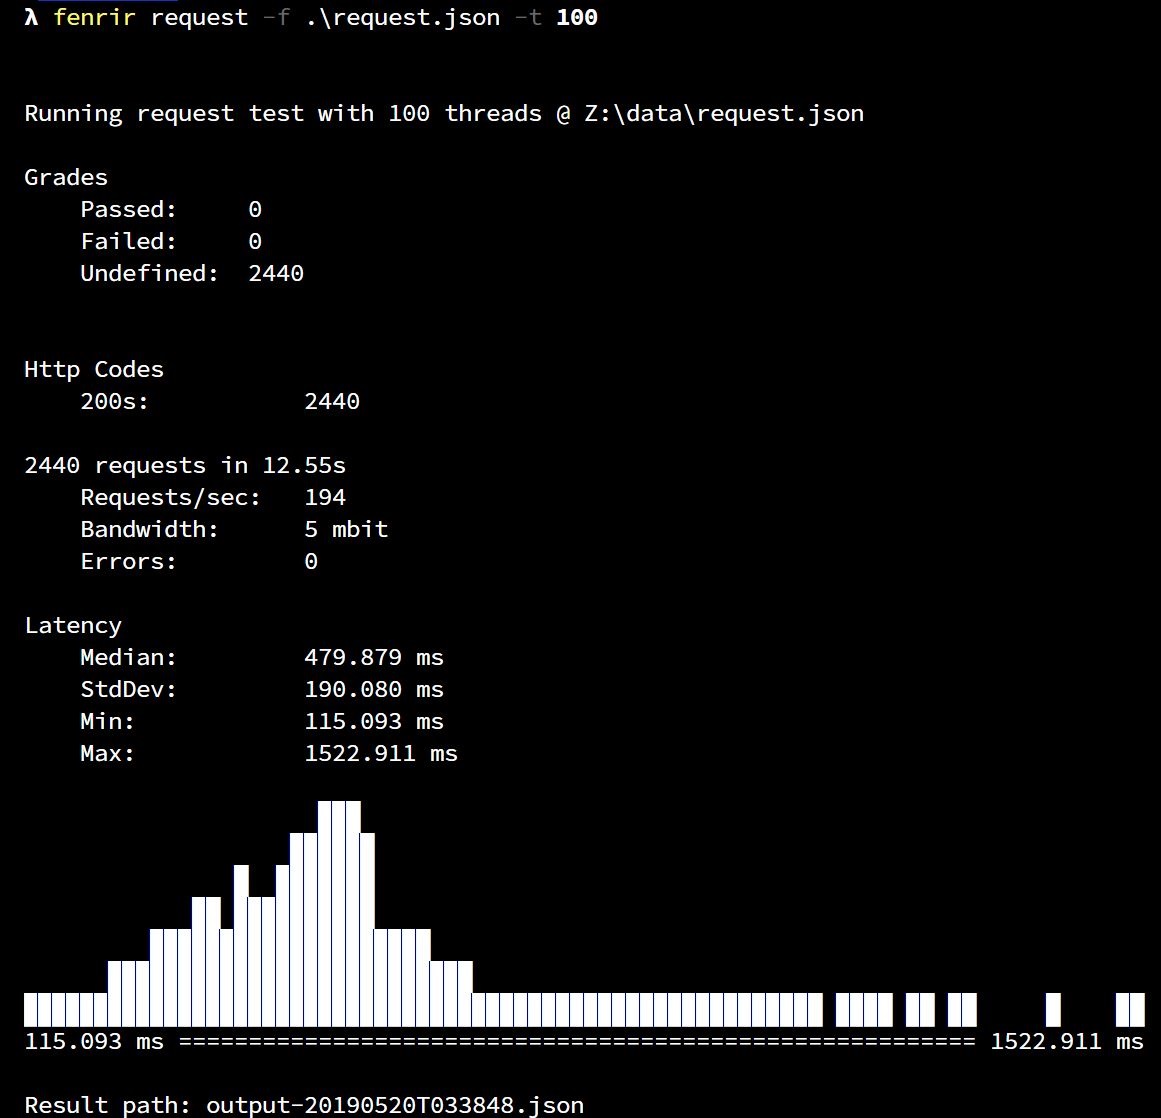 λ fenrir request -f .\request.json -t 100
Running request test with 100 threads @ Z:\data\request.json
Grades
Passed: 0
Failed: 0
Undefined: 2440
Http Codes
200s: 2440
2440 requests in 12.55s
Requests/sec: 194
Bandwidth: 5 mbit
Errors: 0
Latency
Median: 479.879 ms
StdDev: 190.080 ms
Min: 115.093 ms
Max: 1522.911 ms
115.093 ms ========================================================= 1522.911 ms
Result path: output-20190520T033848.json